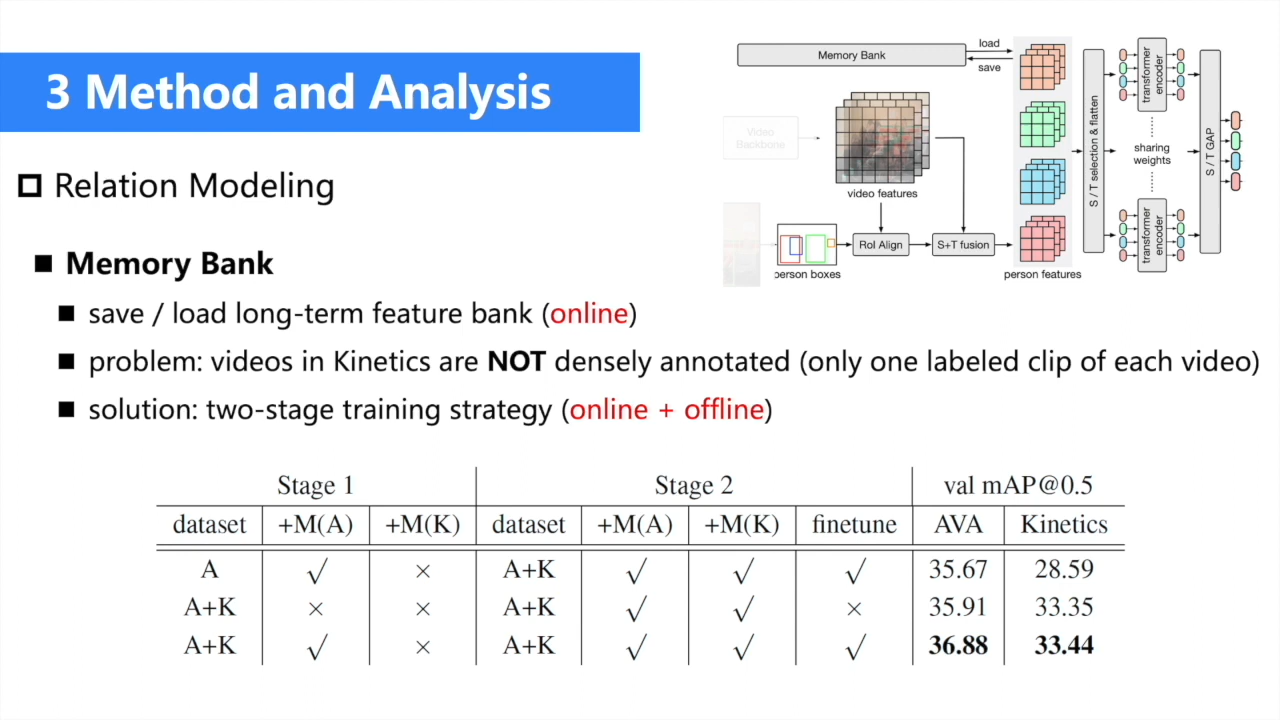 3 Method and Analysis
Relation Modeling
Memory Bank
save / load long-term feature bank (online)
problem: videos in Kinetics are NOT densely annotated (only one labeled clip of each video)
solution: two-stage training strategy (online + offline)
Memory Bank
load
save
Video
Backbone
video features
person boxes
RoI Align
S+T fusion
person features
S / T selection & flatten
transformer
encoder
sharing
weights
transformer
encoder
S / T GAP
Stage 1 Stage 2 val mAP@0.5
dataset +M(A) +M(K) dataset +M(A) +M(K) finetune AVA Kinetics
A √ × A+K √ √ √ 35.67 28.59
A+K × × A+K √ √ × 35.91 33.35
A+K √ × A+K √ √ √ 36.88 33.44